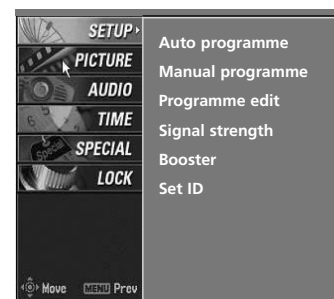 SETUP
PICTURE
AUDIO
TIME
SPECIAL
LOCK
Move MENU Prev
Auto programme
Manual programme
Programme edit
Signal strength
Booster
Set ID